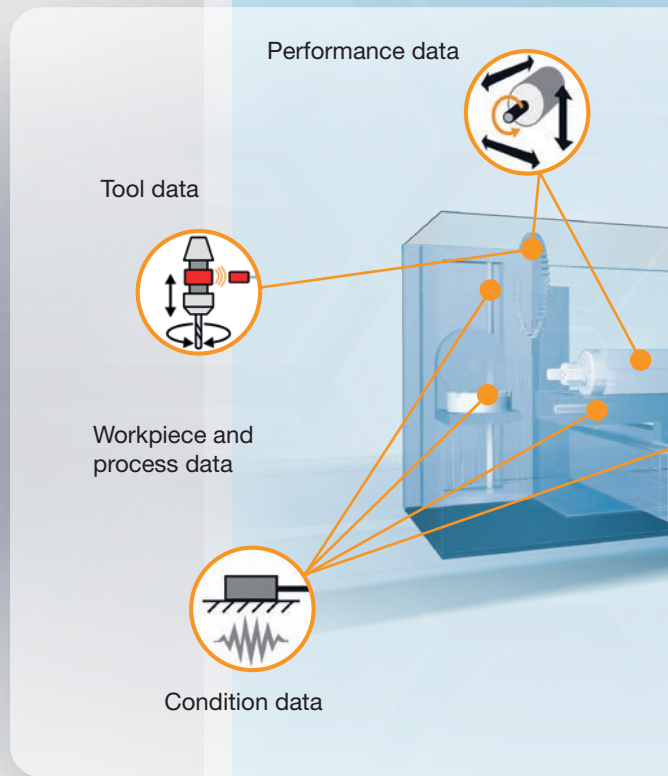 Performance data
Tool data
Workpiece and
process data
Condition data